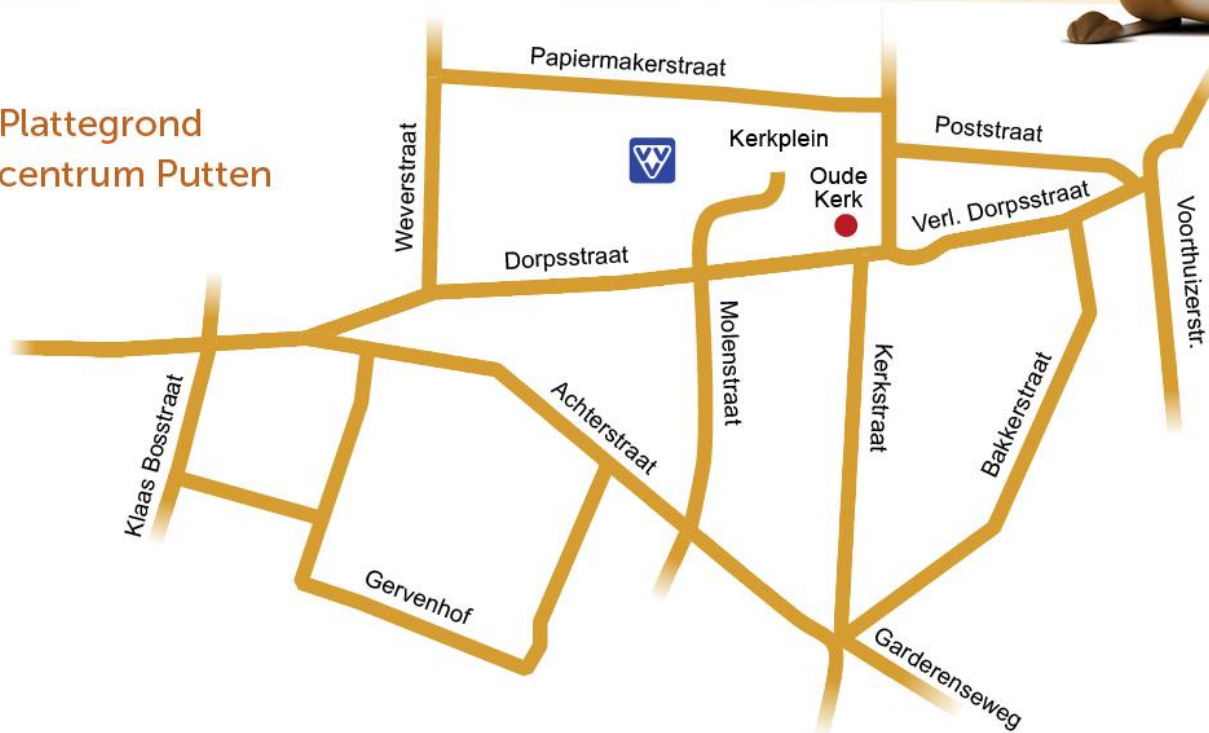 Plattegrond
centrum Putten
Papiermakerstraat
Poststraat
Kerkplein
Oude
Kerk
Weverstraat
VVV
Verl. Dorpsstraat
Voorthuizerstr.
Dorpsstraat
Molenstraat
Kerkstraat
Bakkerstraat
Achterstraat
Klaas Bosstraat
Gervenhof
Garderenseweg